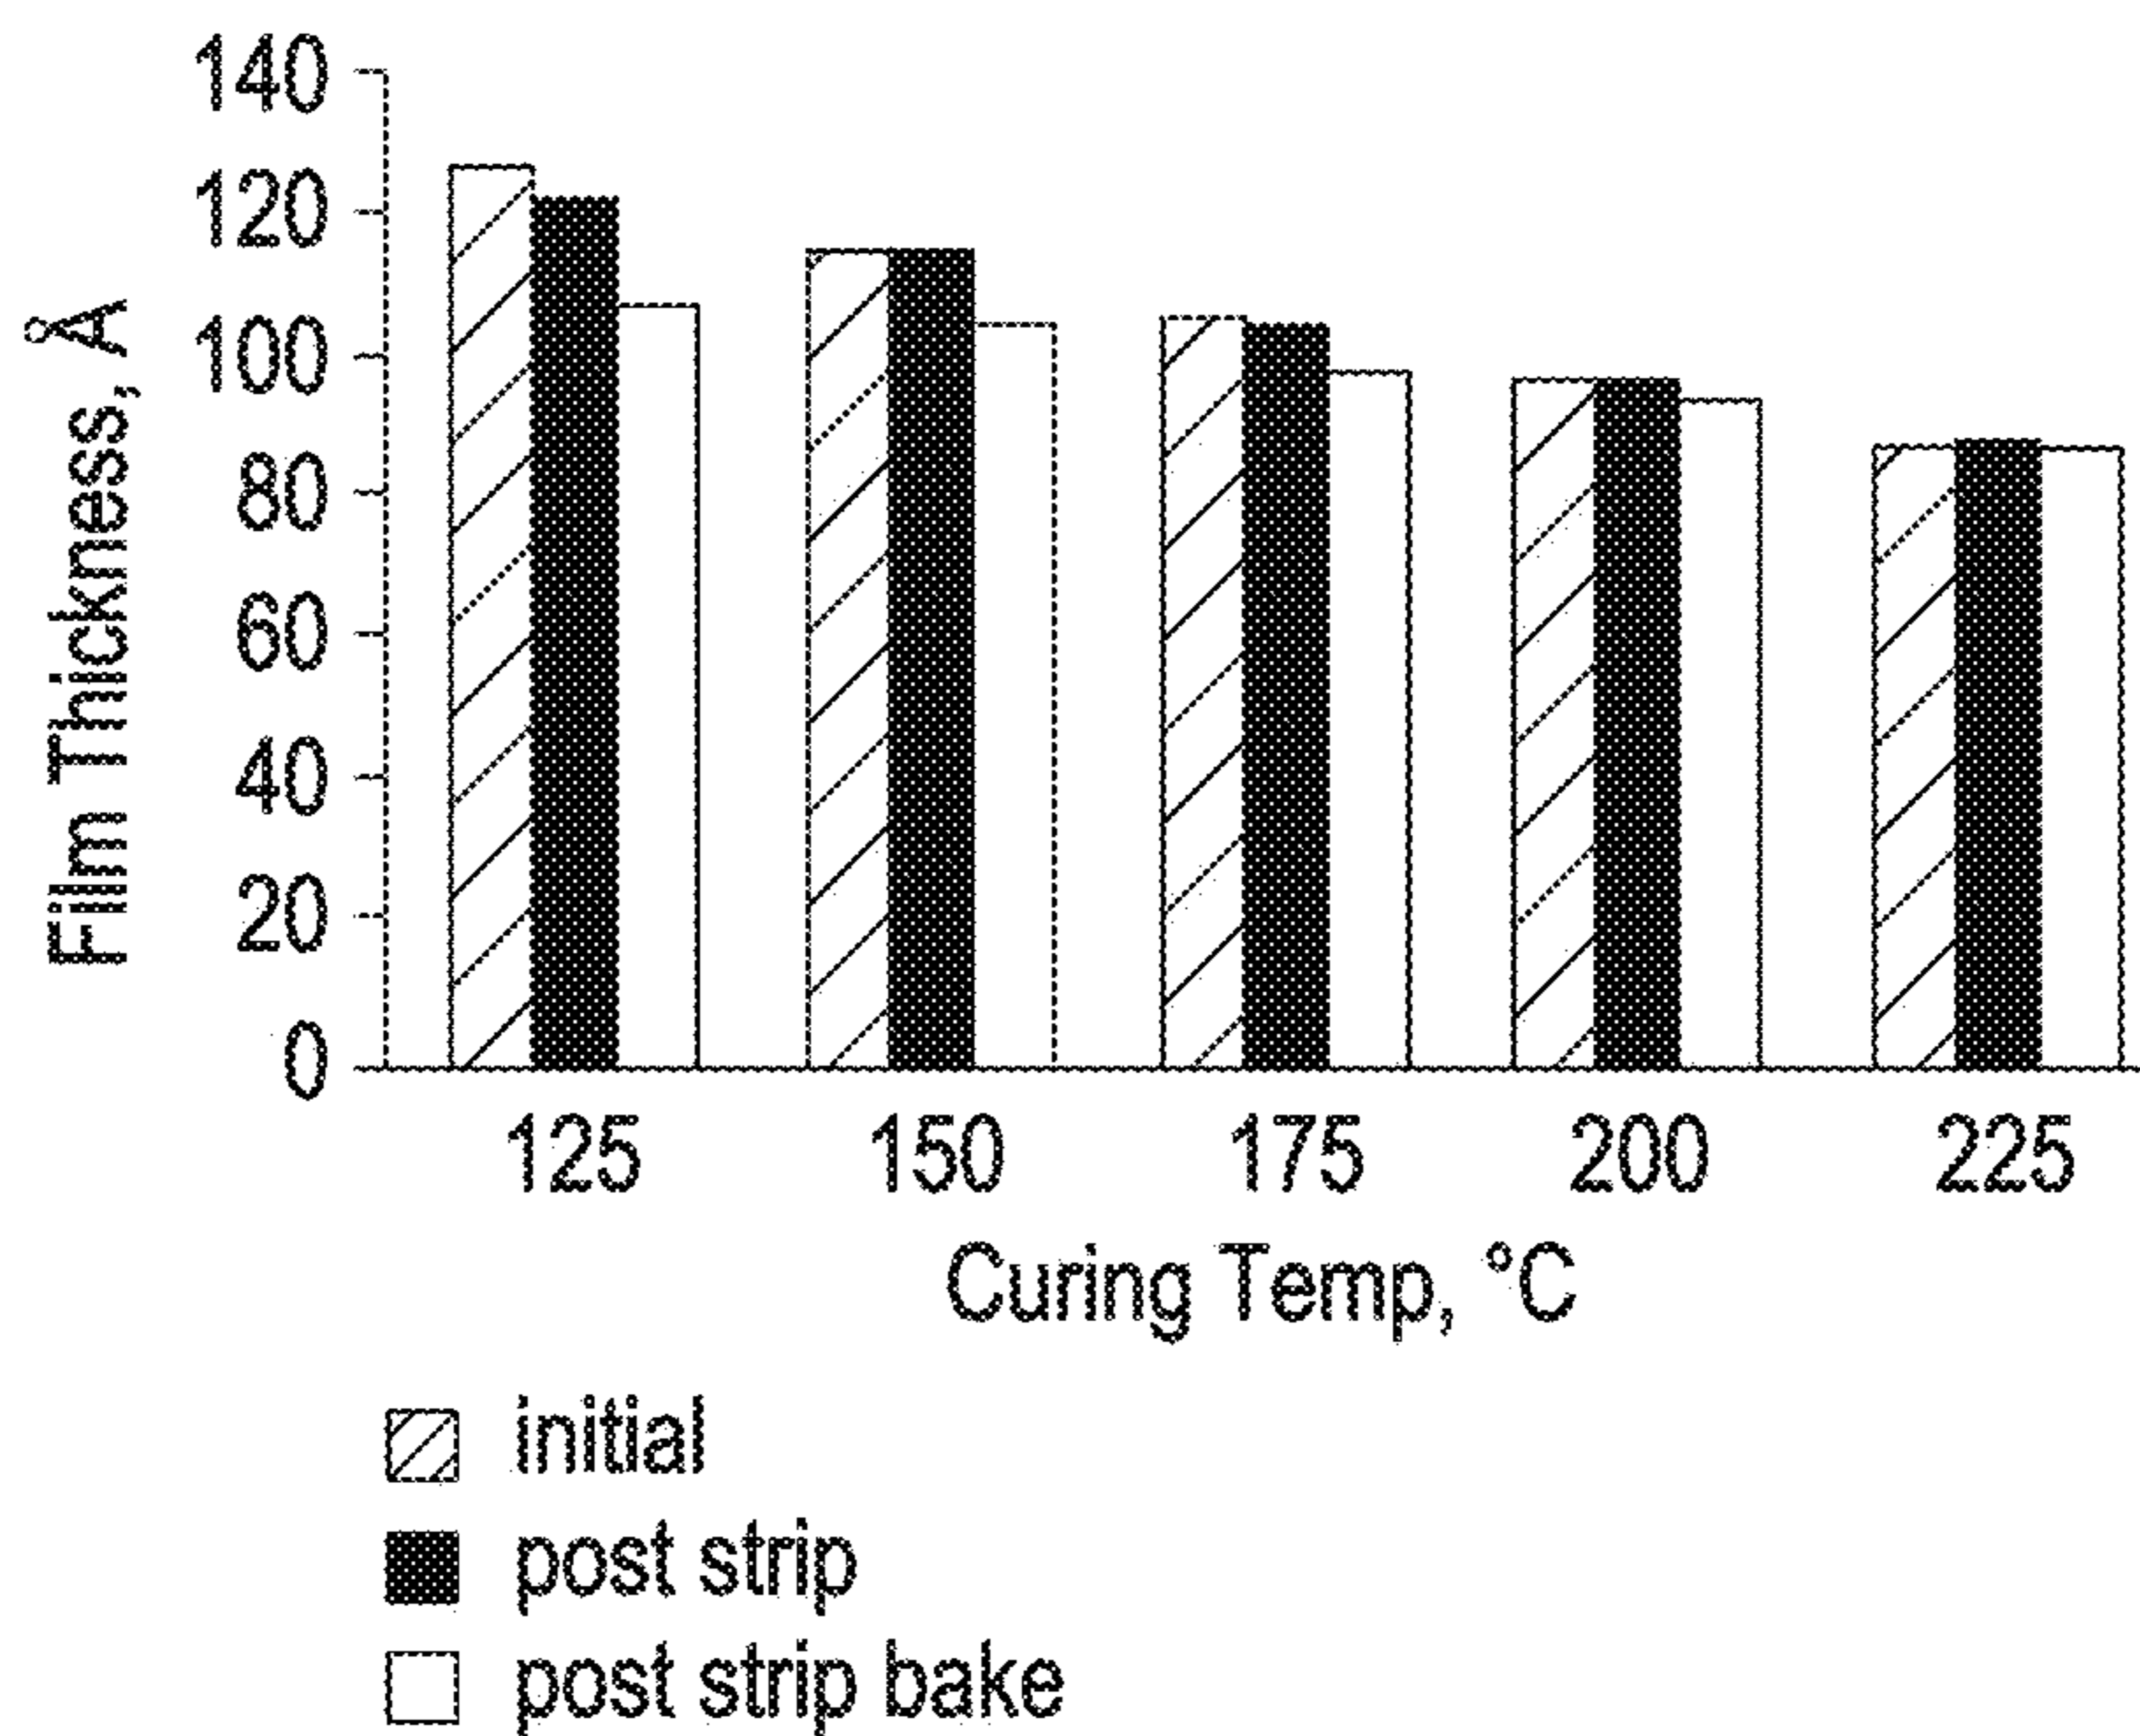 Film Thickness, Å
140
120
100
80
60
40
20
0
125 150 175 200 225
Curing Temp, °C
initial
post strip
post strip bake